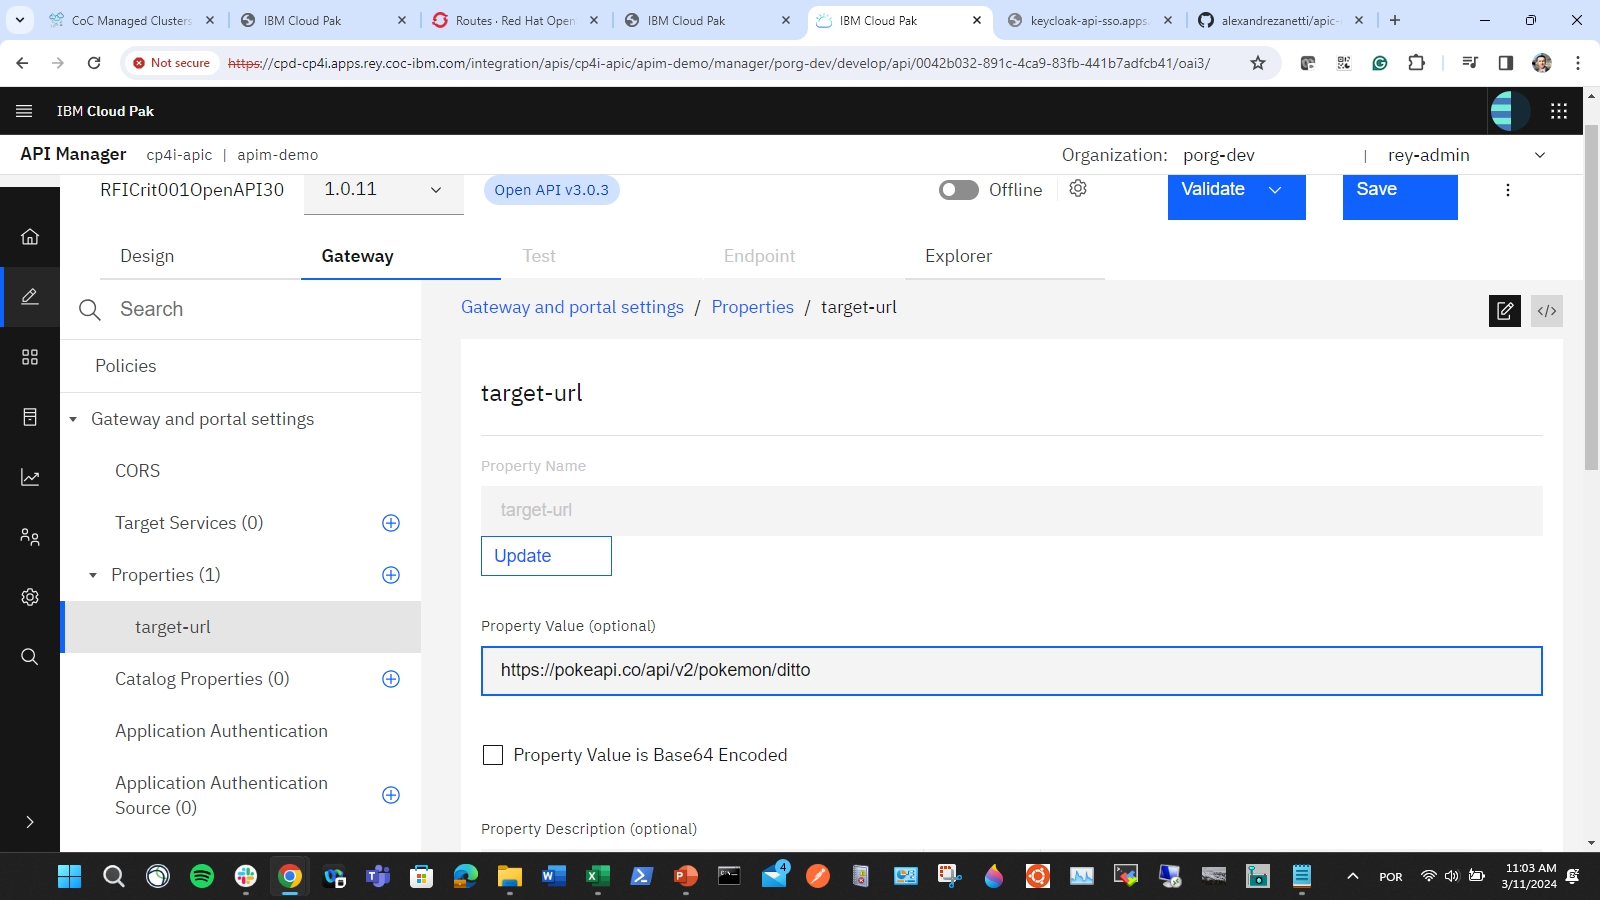 CoC Managed Clusters
IBM Cloud Pak
Routes · Red Hat Open
IBM Cloud Pak
IBM Cloud Pak
keycloak-api-sso.apps.
alexandrezanetti/apic-
Not secure
https://cpd-cp4i.apps.rey.coc-ibm.com/integration/apis/cp4i-apic/apim-demo/manager/porg-dev/develop/api/0042b032-891c-4ca9-83fb-441b7adfcb41/oai3/
IBM Cloud Pak
API Manager cp4i-apic | apim-demo
Organization: porg-dev | rey-admin
RFICrit001OpenAPI30 1.0.11 Open API v3.0.3 Offline Validate Save
Design Gateway Test Endpoint Explorer
Search
Policies
Gateway and portal settings
CORS
Target Services (0)
Properties (1)
target-url
Catalog Properties (0)
Application Authentication
Application Authentication
Source (0)
Gateway and portal settings / Properties / target-url
</>
target-url
Property Name
target-url
Update
Property Value (optional)
https://pokeapi.co/api/v2/pokemon/ditto
Property Value is Base64 Encoded
Property Description (optional)
4
POR
11:03 AM
3/11/2024